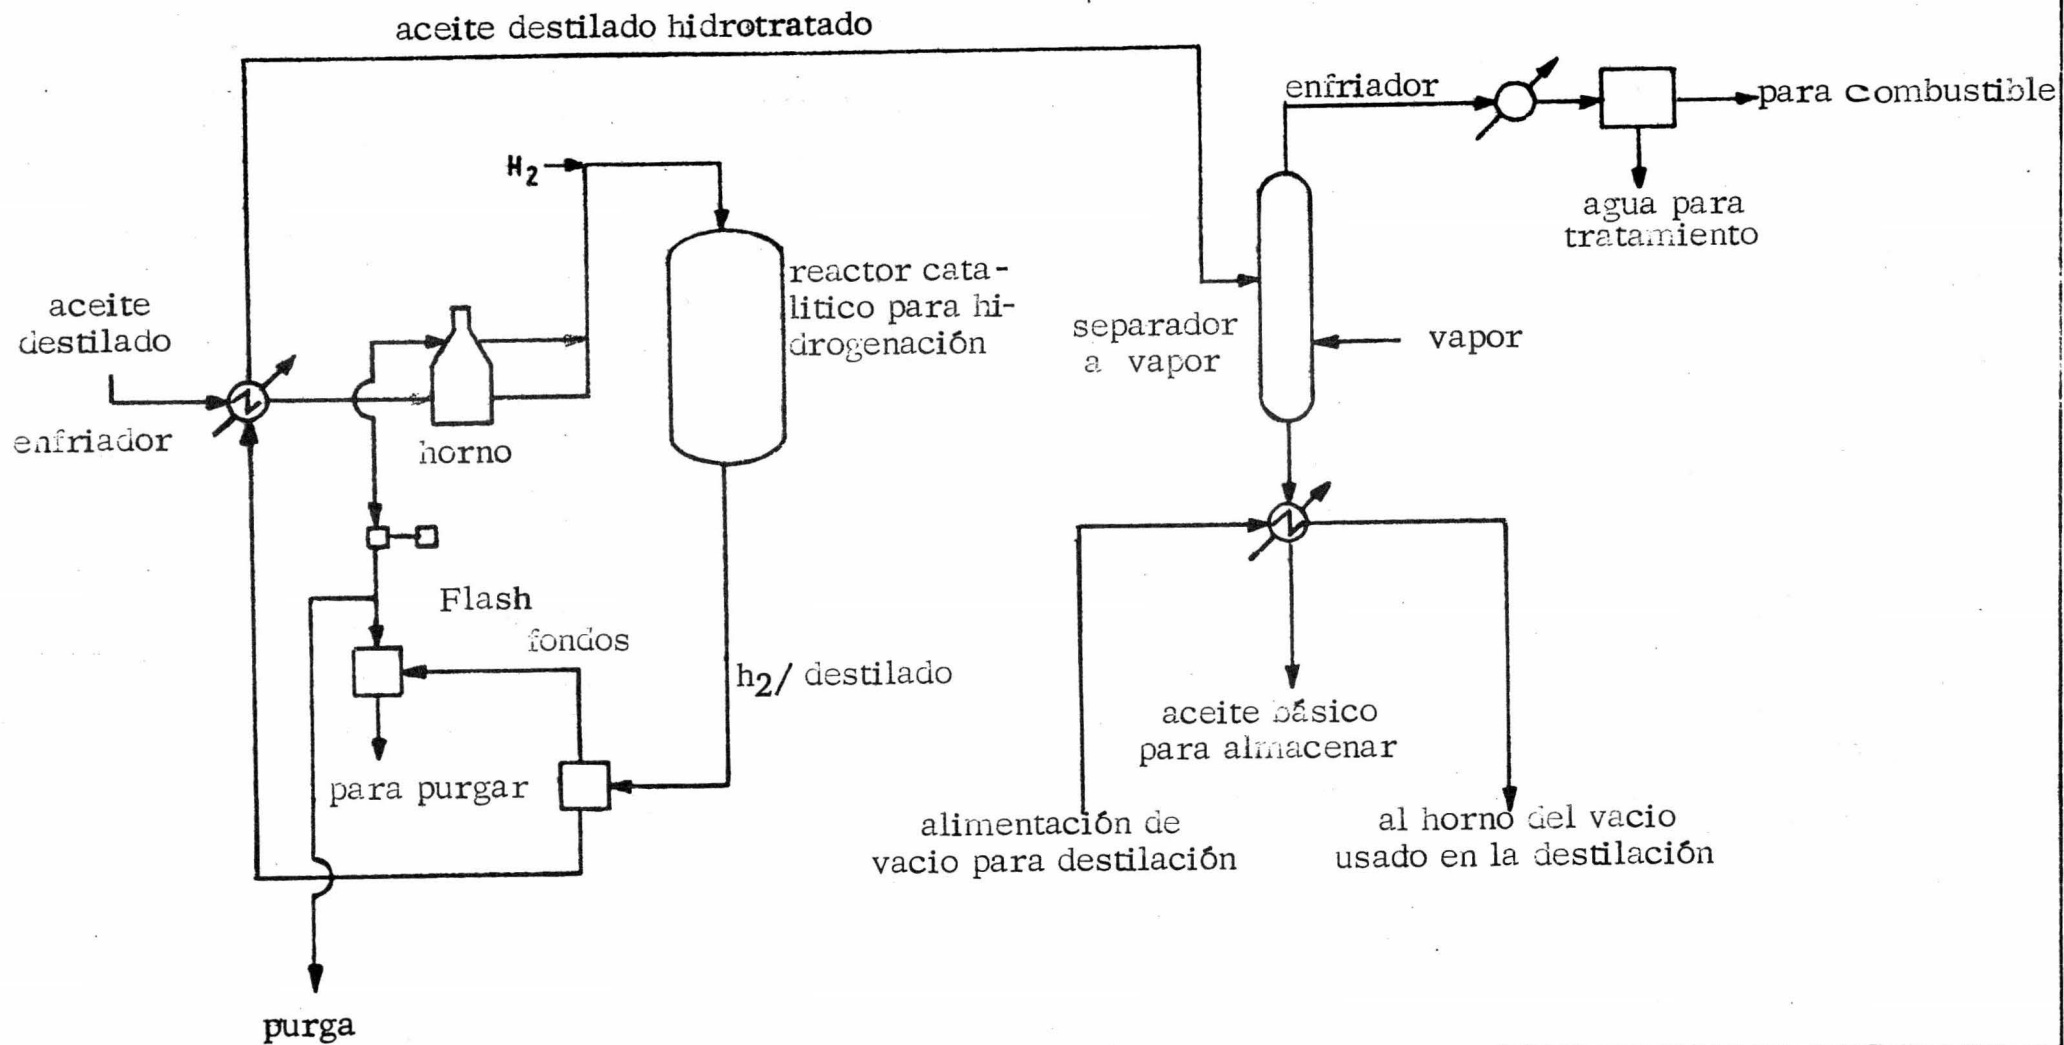 aceite destilado hidrotratado
enfriador
para combustible
H2
agua para
tratamiento
reactor cata-
litico para hi-
drogenación
aceite
destilado
separador
a vapor
vapor
enfriador
horno
Flash
fondos
h2/ destilado
aceite básico
para almacenar
para purgar
alimentación de
vacio para destilación
al horno del vacio
usado en la destilación
purga